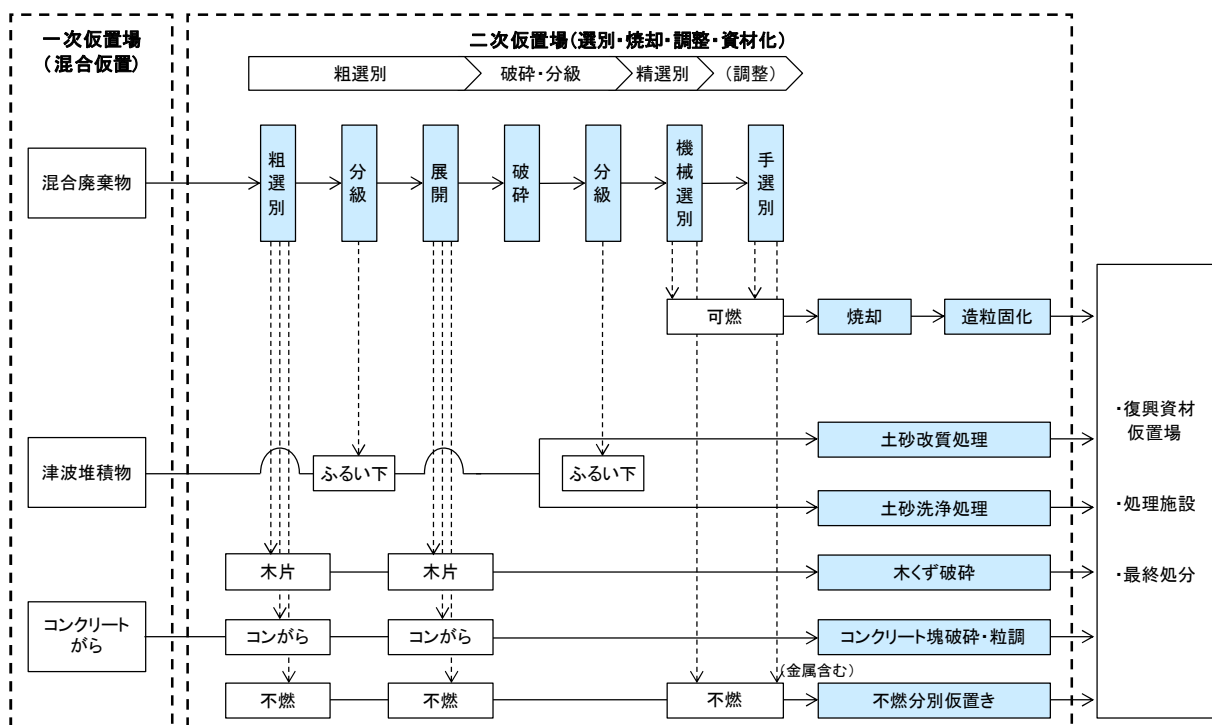 一次仮置場
（混合仮置）
二次仮置場（選別・焼却・調整・資材化）
粗選別
破砕・分級
精選別
（調整）
混合廃棄物
粗選別
分級
展開
破砕
分級
機械選別
手選別
可燃
焼却
造粒固化
津波堆積物
ふるい下
ふるい下
土砂改質処理
土砂洗浄処理
木片
木片
木くず破砕
コンクリート
がら
コンがら
コンがら
コンクリート塊破砕・粒調
（金属含む）
不燃
不燃
不燃
不燃分別仮置き
・復興資材
仮置場
・処理施設
・最終処分